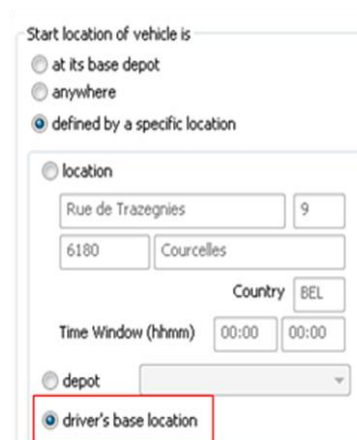 Start location of vehicle is
at its base depot
anywhere
defined by a specific location
location
Rue de Trazegnies 9
6180 Courcelles
Country BEL
Time Window (hhmm) 00:00 00:00
depot
driver's base location